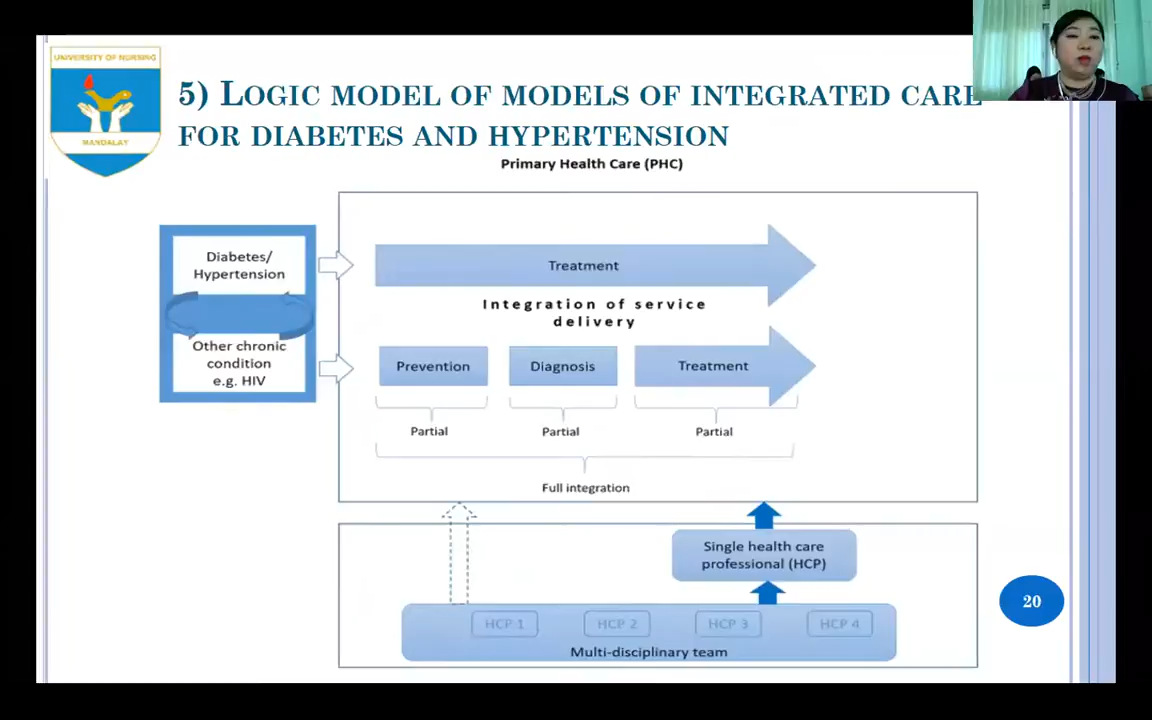 UNIVERSITY OF NURSING
MANDALAY
5) LOGIC MODEL OF MODELS OF INTEGRATED CARE
FOR DIABETES AND HYPERTENSION
Primary Health Care (PHC)
Diabetes/
Hypertension
Treatment
Integration of service
delivery
Other chronic
condition
e.g. HIV
Prevention
Diagnosis
Treatment
Partial
Partial
Partial
Full integration
Single health care
professional (HCP)
HCP 1
HCP 2
HCP 3
HCP 4
Multi-disciplinary team
20